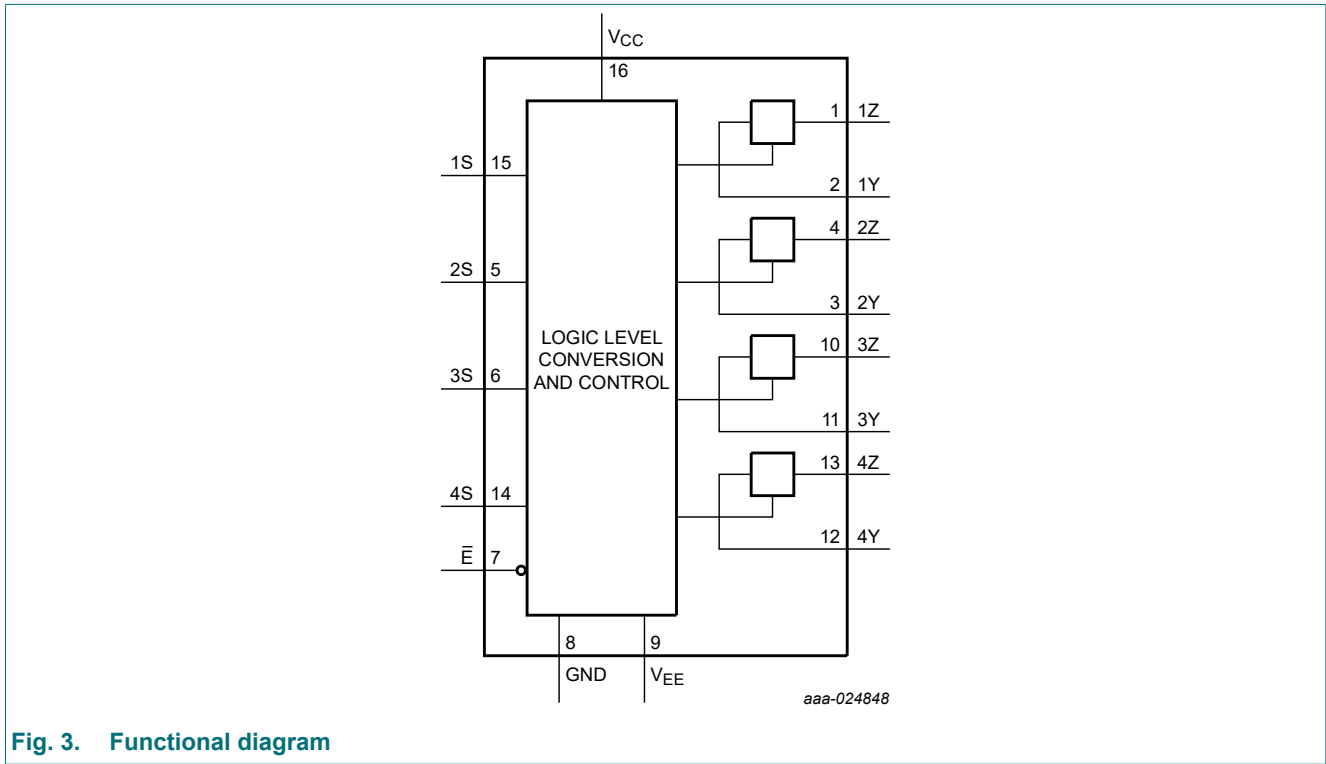 VCC
16
1 1Z
1S 15
2 1Y
4 2Z
2S 5
3 2Y
LOGIC LEVEL
CONVERSION
AND CONTROL
10 3Z
3S 6
11 3Y
13 4Z
4S 14
12 4Y
E̅ 7
8 9
GND VEE
aaa-024848
Fig. 3. Functional diagram